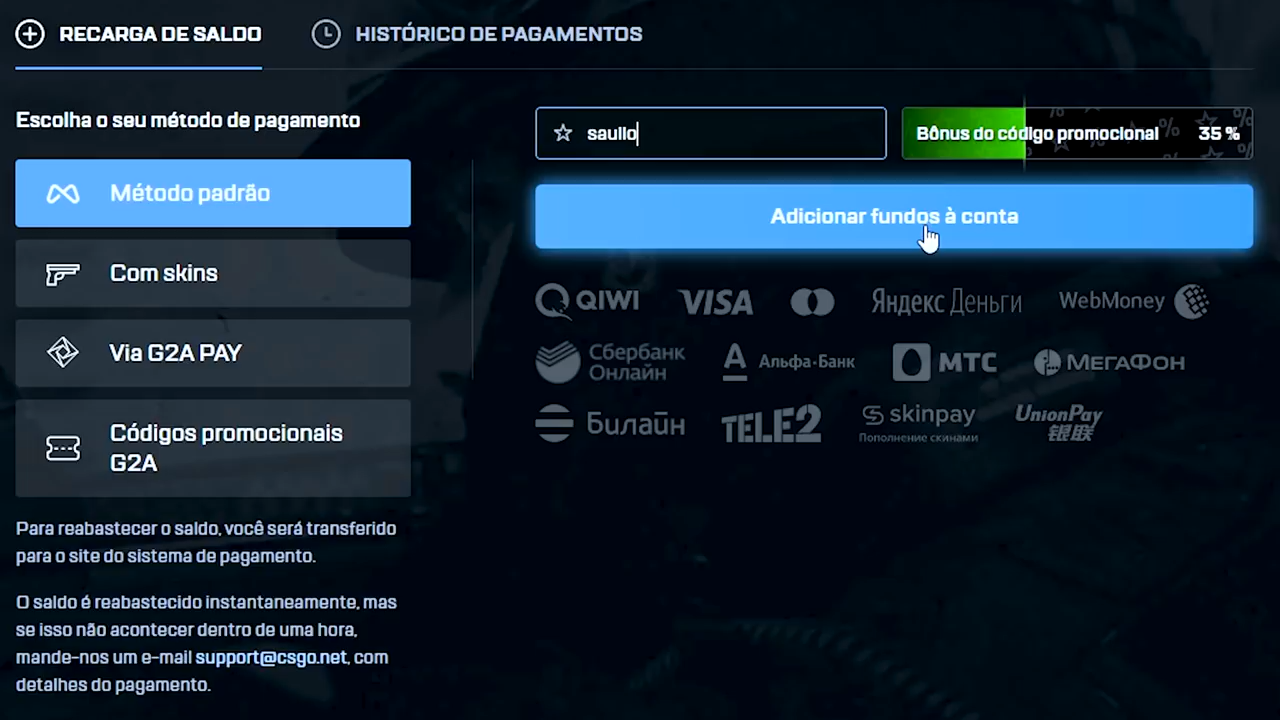 RECARGA DE SALDO
HISTÓRICO DE PAGAMENTOS
Escolha o seu método de pagamento
Método padrão
Com skins
Via G2A PAY
Códigos promocionais
G2A
Para reabastecer o saldo, você será transferido
para o site do sistema de pagamento.
O saldo é reabastecido instantaneamente, mas
se isso não acontecer dentro de uma hora,
mande-nos um e-mail support@csgo.net, com
detalhes do pagamento.
saullo
Bônus do código promocional 35 %
Adicionar fundos à conta
QIWI VISA Яндекс Деньги WebMoney
Сбербанк
Онлайн
Альфа·Банк МТС МЕГАФОН
Билайн TELE2 skinpay
Пополнение скинами
UnionPay
银联